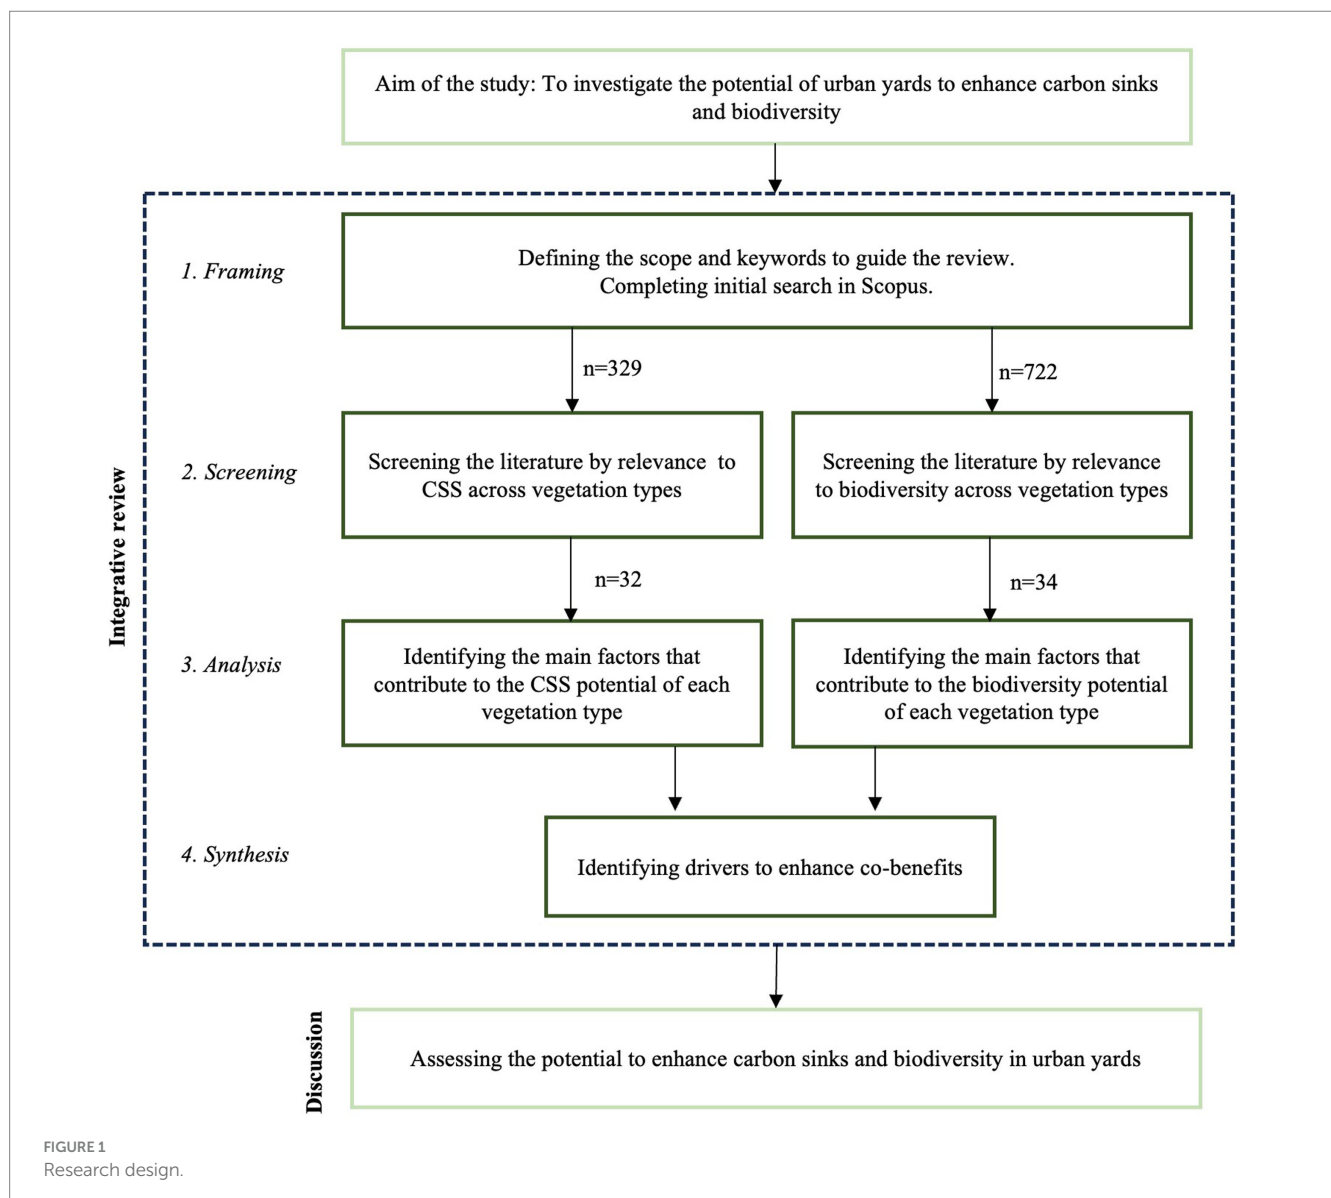 Aim of the study: To investigate the potential of urban yards to enhance carbon sinks
and biodiversity
Integrative review
1. Framing
Defining the scope and keywords to guide the review.
Completing initial search in Scopus.
n=329
n=722
2. Screening
Screening the literature by relevance to
CSS across vegetation types
Screening the literature by relevance
to biodiversity across vegetation types
n=32
n=34
3. Analysis
Identifying the main factors that
contribute to the CSS potential of each
vegetation type
Identifying the main factors that
contribute to the biodiversity potential
of each vegetation type
4. Synthesis
Identifying drivers to enhance co-benefits
Discussion
Assessing the potential to enhance carbon sinks and biodiversity in urban yards
FIGURE 1
Research design.